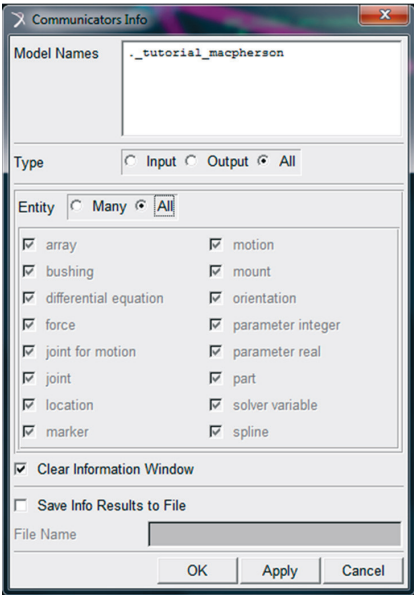 Communicators Info
Model Names
._tutorial_macpherson
Type Input Output All
Entity Many All
array motion
bushing mount
differential equation orientation
force parameter integer
joint for motion parameter real
joint part
location solver variable
marker spline
Clear Information Window
Save Info Results to File
File Name
OK Apply Cancel